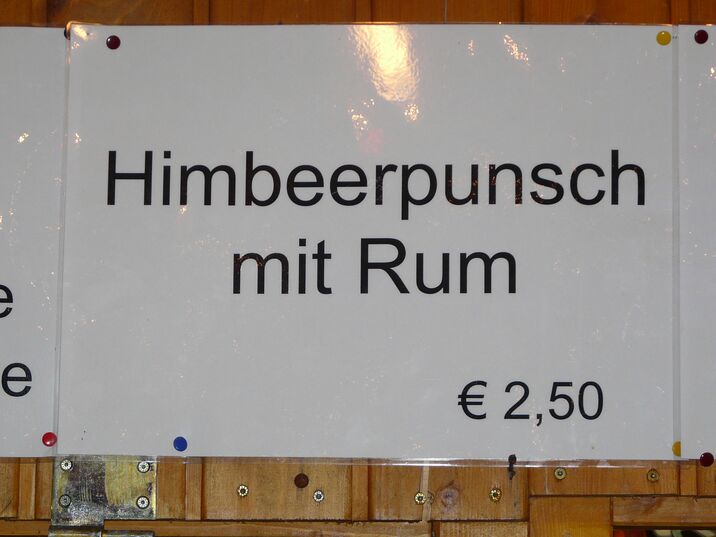 Himbeerpunsch
mit Rum
€ 2,50
e
e